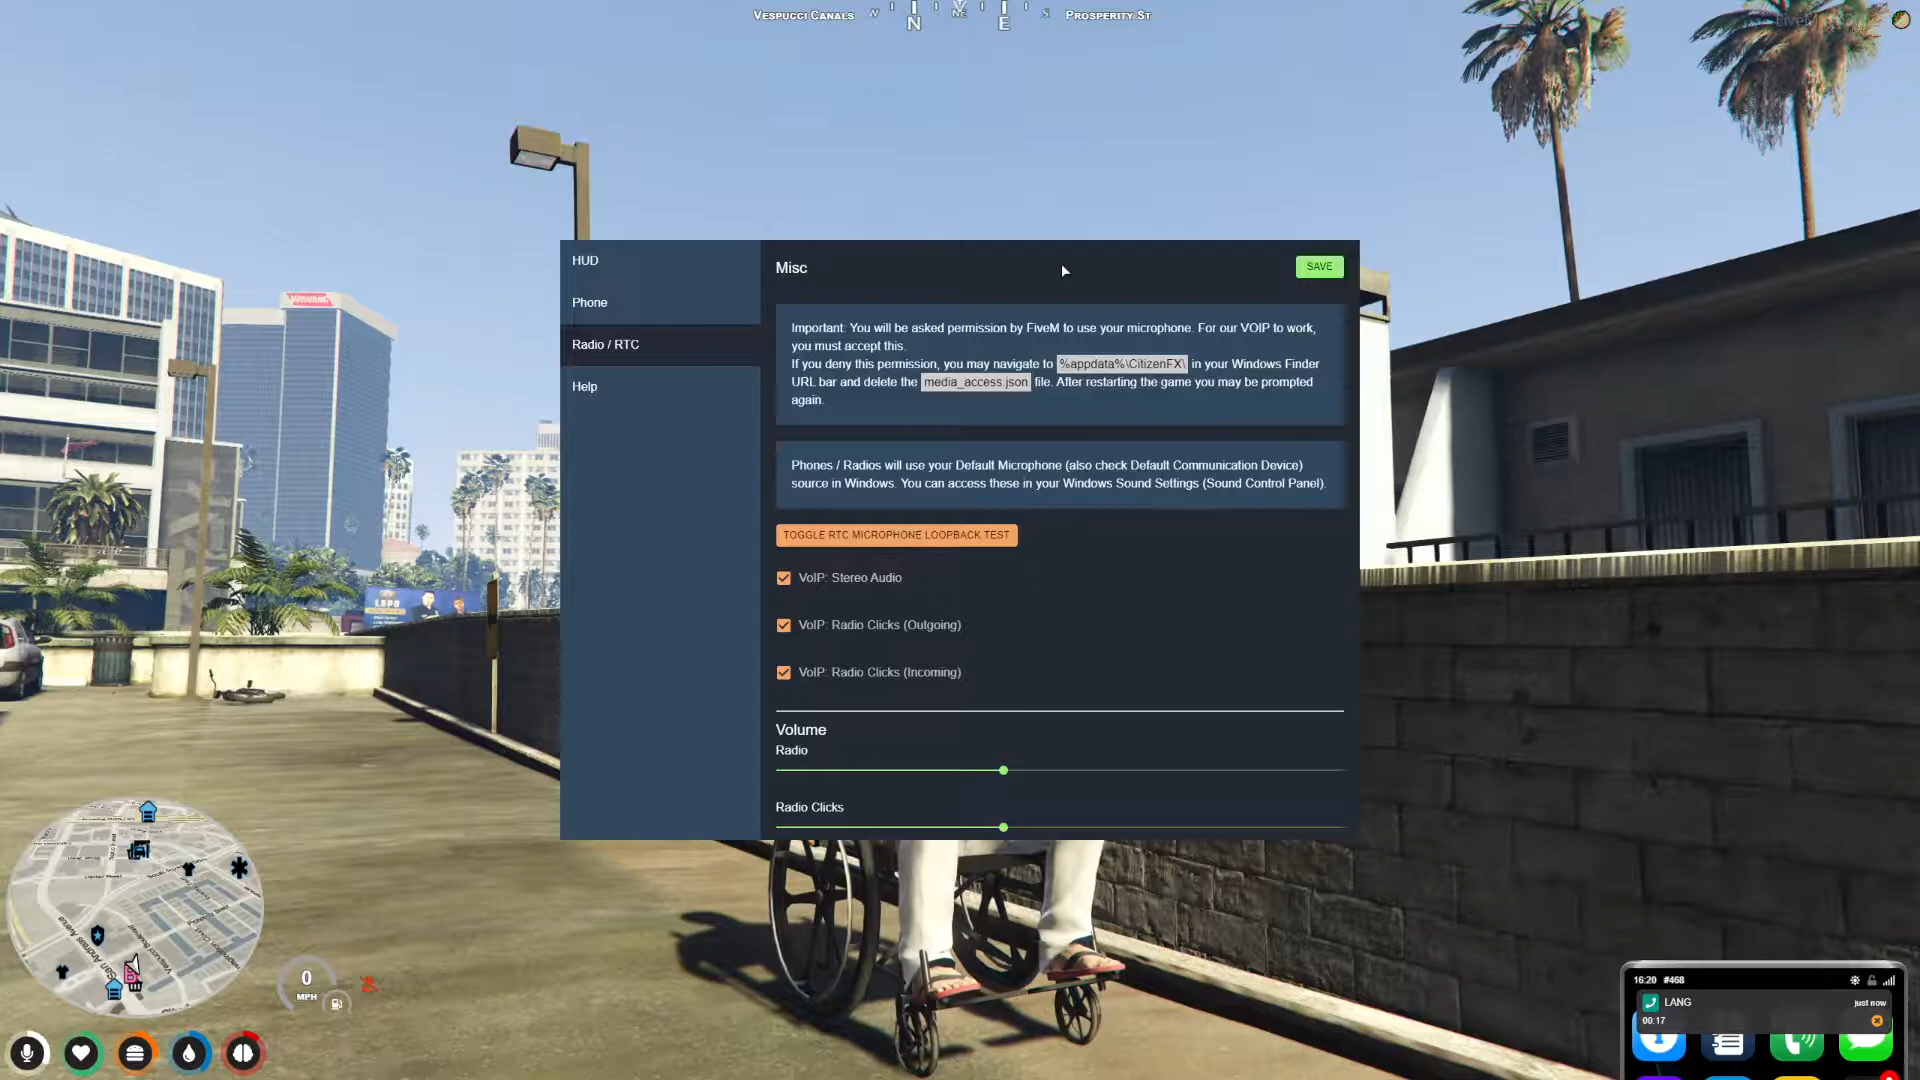 VESPUCCI CANALS W N NE E S PROSPERITY ST
FiveM
HUD
Phone
Radio / RTC
Help
Misc
SAVE
Important: You will be asked permission by FiveM to use your microphone. For our VOIP to work,
you must accept this.
If you deny this permission, you may navigate to %appdata%\CitizenFX\ in your Windows Finder
URL bar and delete the media_access.json file. After restarting the game you may be prompted
again.
Phones / Radios will use your Default Microphone (also check Default Communication Device)
source in Windows. You can access these in your Windows Sound Settings (Sound Control Panel).
TOGGLE RTC MICROPHONE LOOPBACK TEST
VoIP: Stereo Audio
VoIP: Radio Clicks (Outgoing)
VoIP: Radio Clicks (Incoming)
Volume
Radio
Radio Clicks
San Andreas Avenue
0
MPH
16:20 #468
LANG just now
00:17